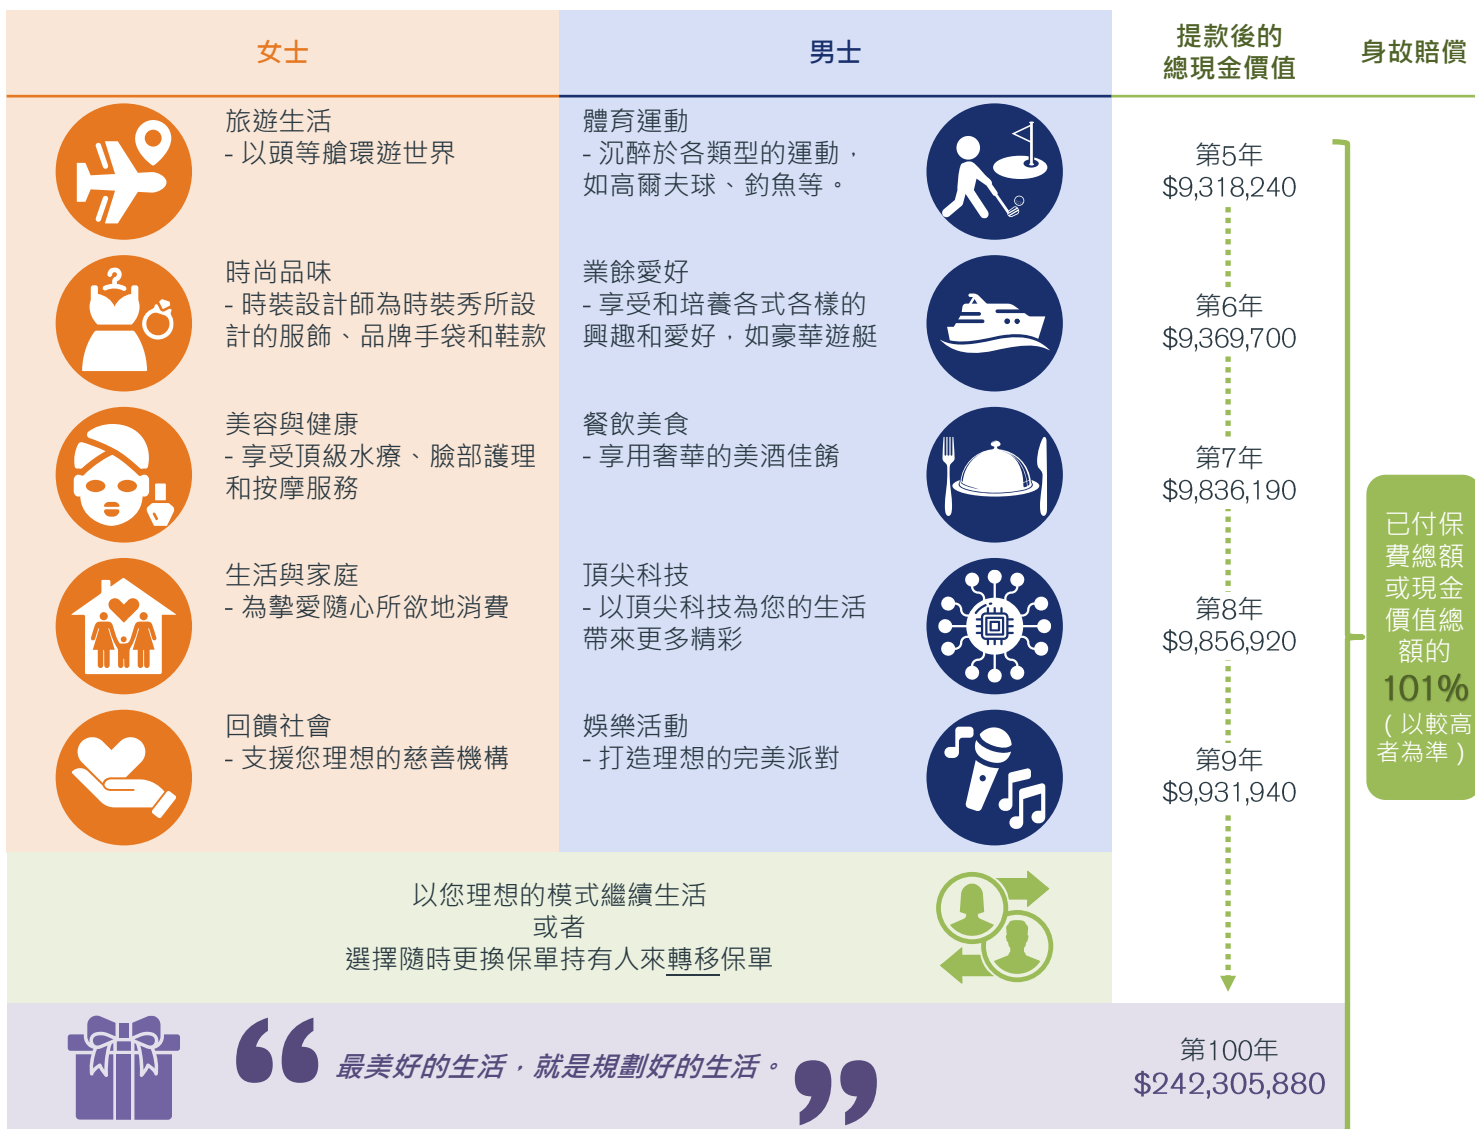 女士
男士
提款後的
總現金價值
身故賠償
旅遊生活
- 以頭等艙環遊世界
體育運動
- 沉醉於各類型的運動，
如高爾夫球、釣魚等。
第5年
$9,318,240
時尚品味
- 時裝設計師為時裝秀所設
計的服飾、品牌手袋和鞋款
業餘愛好
- 享受和培養各式各樣的
興趣和愛好，如豪華遊艇
第6年
$9,369,700
美容與健康
- 享受頂級水療、臉部護理
和按摩服務
餐飲美食
- 享用奢華的美酒佳餚
第7年
$9,836,190
生活與家庭
- 為摯愛隨心所欲地消費
頂尖科技
- 以頂尖科技為您的生活
帶來更多精彩
第8年
$9,856,920
回饋社會
- 支援您理想的慈善機構
娛樂活動
- 打造理想的完美派對
第9年
$9,931,940
已付保
費總額
或現金
價值總
額的
101%
（以較高
者為準）
以您理想的模式繼續生活
或者
選擇隨時更換保單持有人來轉移保單
“最美好的生活，就是規劃好的生活。”
第100年
$242,305,880